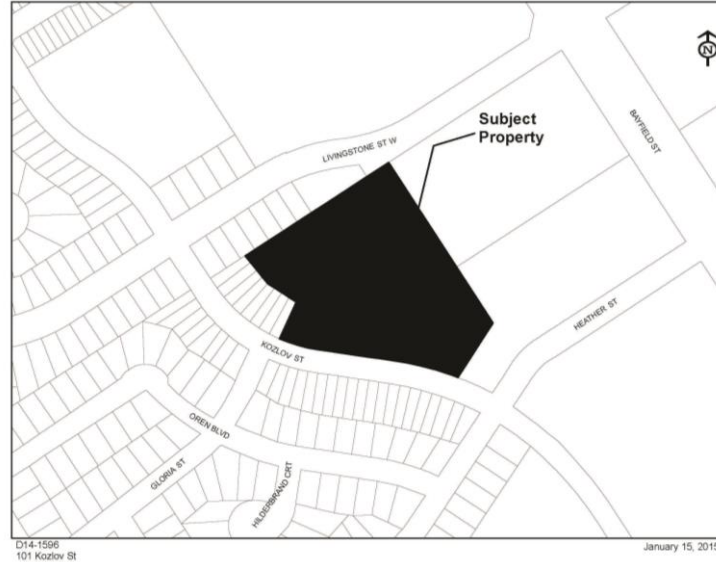 N
LIVINGSTONE ST W
Subject
Property
BAYFIELD ST
HEATHER ST
KOZLOV ST
OREN BLVD
GLORIA ST
HILDERBRAND CRT
D14-1596
101 Kozlov St
January 15, 2015